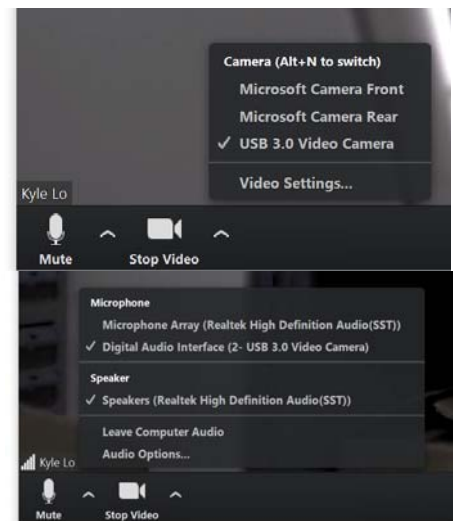 Camera (Alt+N to switch)
Microsoft Camera Front
Microsoft Camera Rear
✓ USB 3.0 Video Camera
Video Settings...
Kyle Lo
Mute
Stop Video
Microphone
Microphone Array (Realtek High Definition Audio(SST))
✓ Digital Audio Interface (2- USB 3.0 Video Camera)
Speaker
✓ Speakers (Realtek High Definition Audio(SST))
Leave Computer Audio
Audio Options...
Kyle Lo
Mute
Stop Video